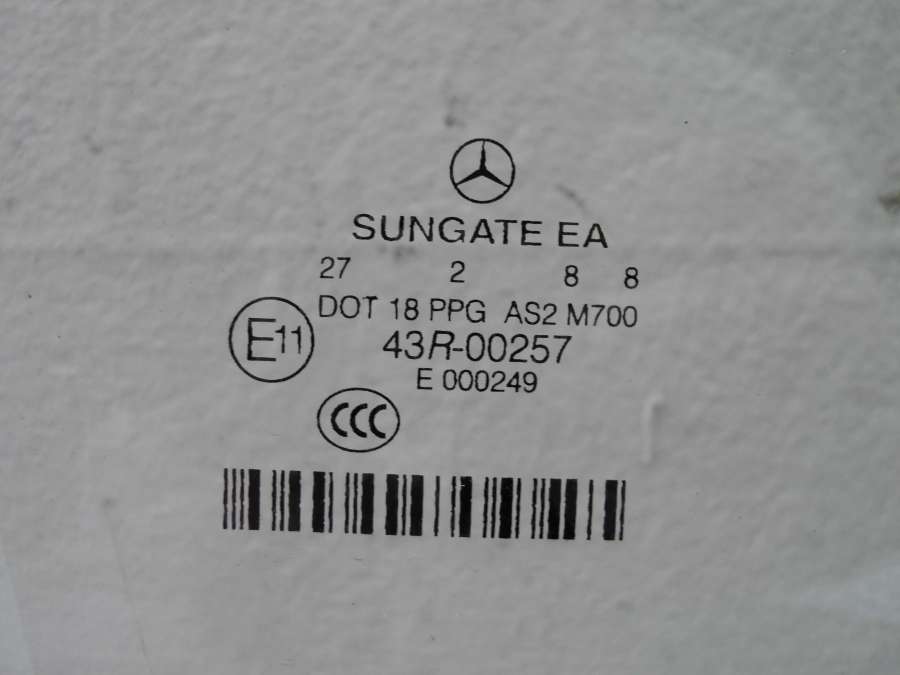 SUNGATE EA
27 2 8 8
DOT 18 PPG AS2 M700
E11 43R-00257
E 000249
CCC